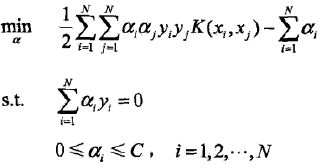 min α 1/2 ∑_{i=1}^{N} ∑_{j=1}^{N} α_i α_j y_i y_j K(x_i, x_j) − ∑_{i=1}^{N} α_i
s.t. ∑_{i=1}^{N} α_i y_i = 0
0 ≤ α_i ≤ C , i = 1, 2, ⋯, N